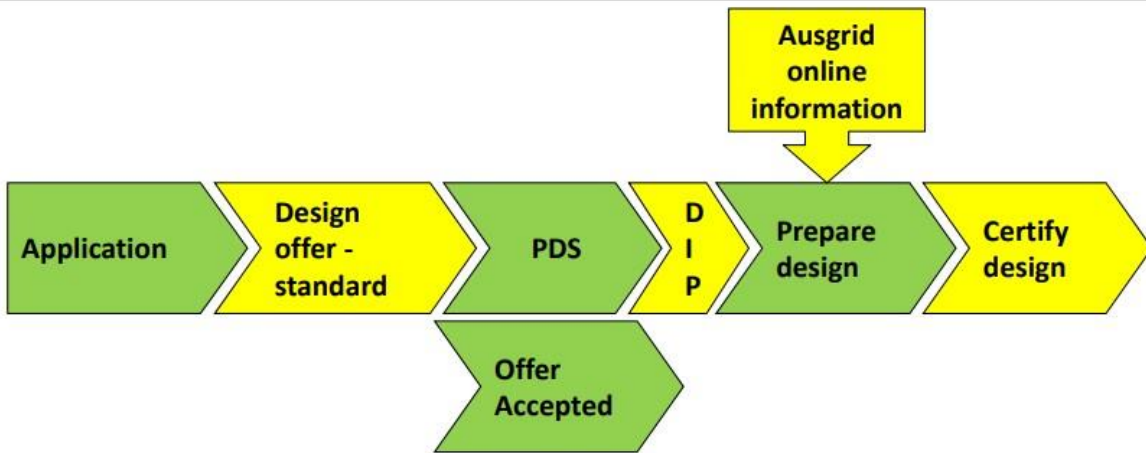 Ausgrid
online
information
Application
Design
offer -
standard
PDS
D
I
P
Prepare
design
Certify
design
Offer
Accepted